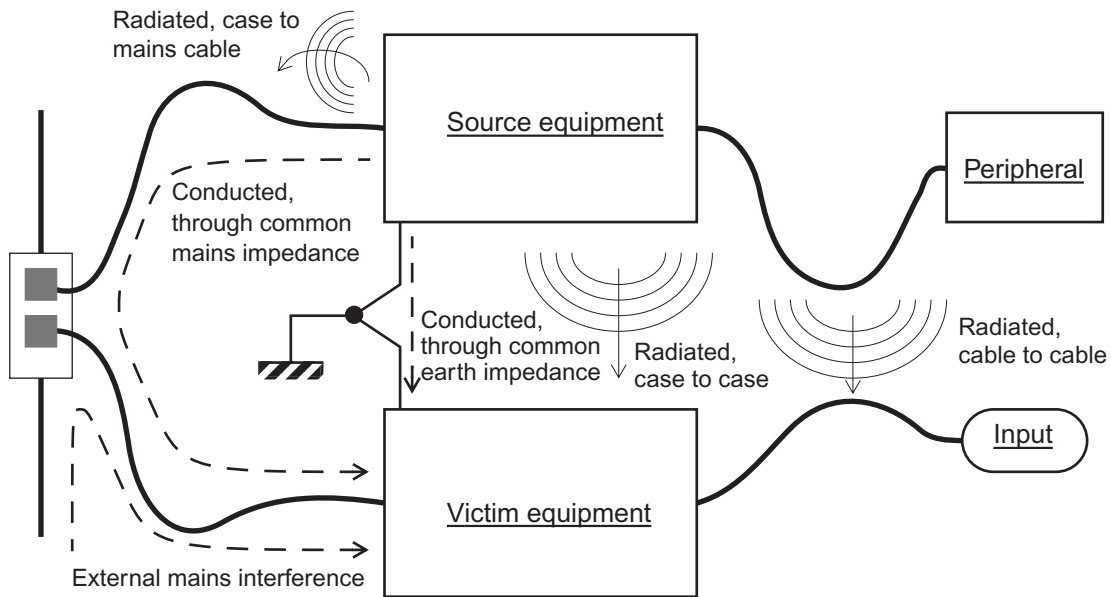 Radiated, case to
mains cable
Source equipment
Peripheral
Conducted,
through common
mains impedance
Conducted,
through common
earth impedance
Radiated,
case to case
Radiated,
cable to cable
Input
Victim equipment
External mains interference